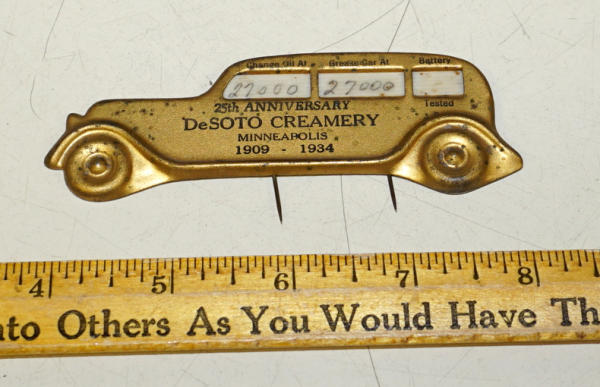 Change Oil At Grease Car At Battery
27000 27000
Tested
25th ANNIVERSARY
DeSOTO CREAMERY
MINNEAPOLIS
1909 - 1934
4 5 6 7 8
nto Others As You Would Have Th